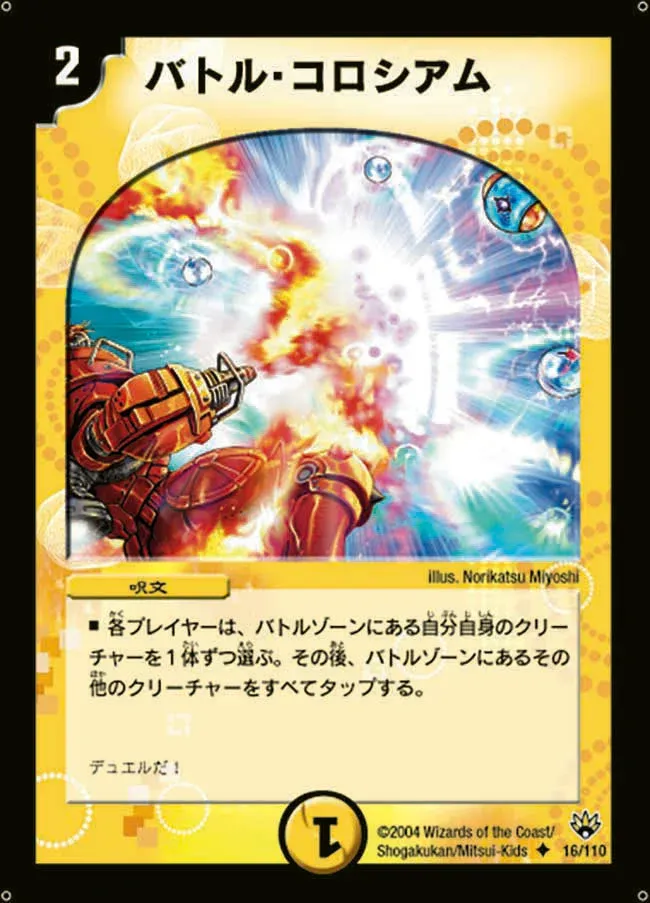 2
バトル・コロシアム
illus. Norikatsu Miyoshi
呪文
■ 各プレイヤーは、バトルゾーンにある自分自身のクリー
チャーを1体ずつ選ぶ。その後、バトルゾーンにあるその
他のクリーチャーをすべてタップする。
デュエルだ！
1
©2004 Wizards of the Coast/
Shogakukan/Mitsui-Kids
16/110